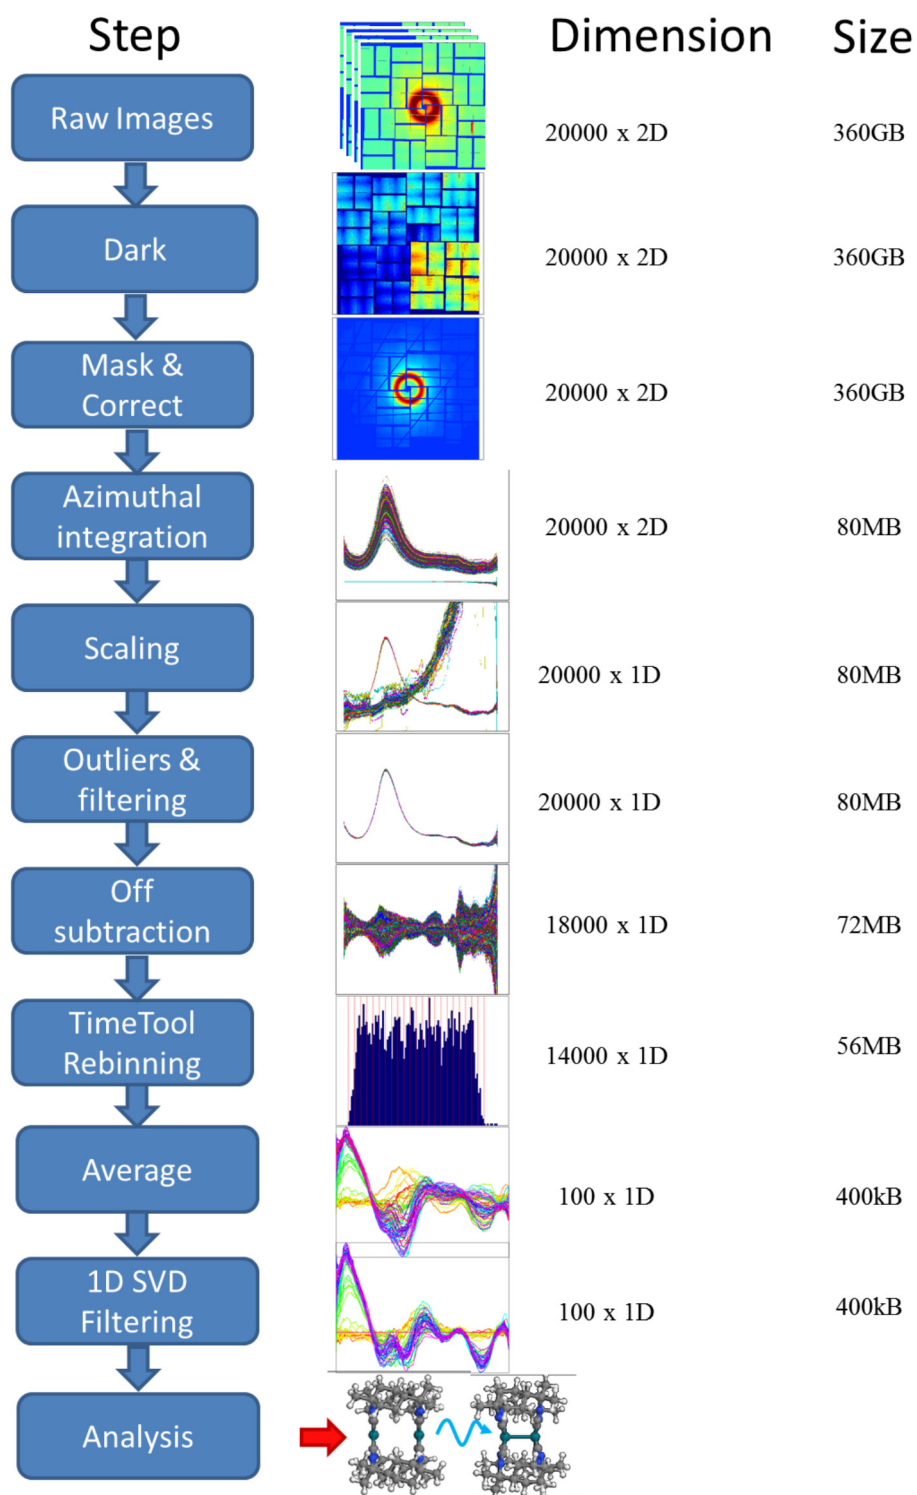 Step Dimension Size
Raw Images 20000 x 2D 360GB
Dark 20000 x 2D 360GB
Mask &
Correct 20000 x 2D 360GB
Azimuthal
integration 20000 x 2D 80MB
Scaling 20000 x 1D 80MB
Outliers &
filtering 20000 x 1D 80MB
Off
subtraction 18000 x 1D 72MB
TimeTool
Rebinning 14000 x 1D 56MB
Average 100 x 1D 400kB
1D SVD
Filtering 100 x 1D 400kB
Analysis